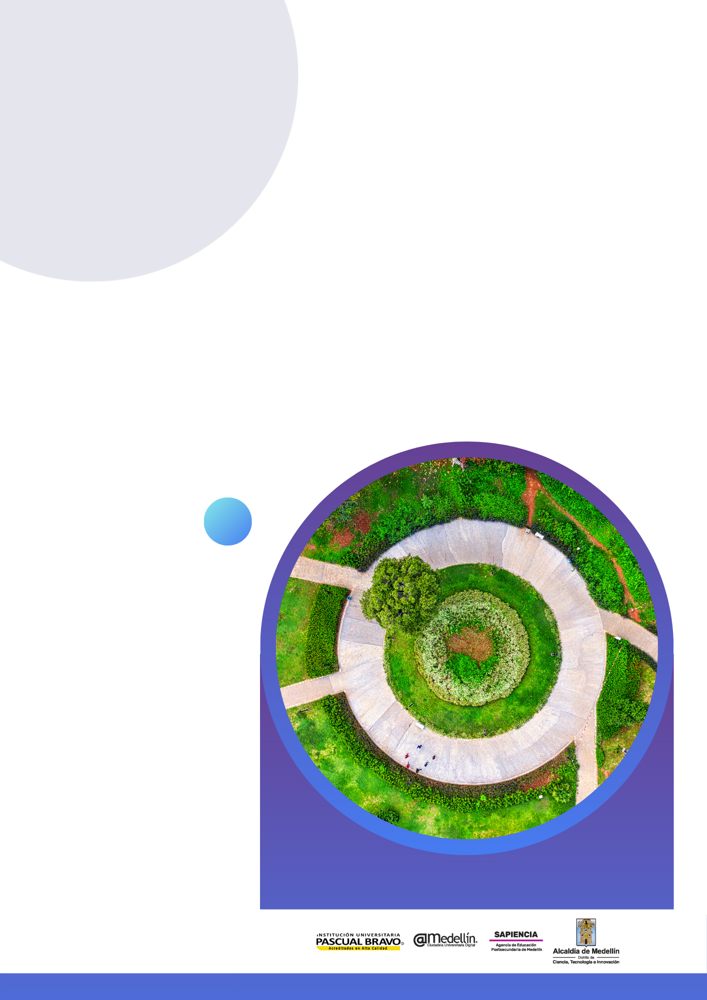 INSTITUCIÓN UNIVERSITARIA
PASCUAL BRAVO®
Acreditados en Alta Calidad
@Medellín®
Ciudadela Universitaria Digital
SAPIENCIA
Agencia de Educación
Postsecundaria de Medellín
Alcaldía de Medellín
Distrito de
Ciencia, Tecnología e Innovación